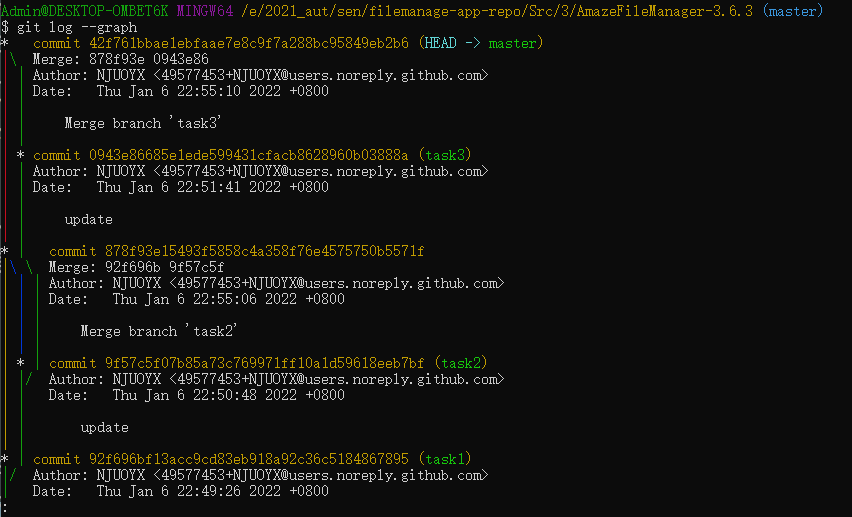 Admin@DESKTOP-OMBET6K MINGW64 /e/2021_aut/sen/filemanage-app-repo/Src/3/AmazeFileManager-3.6.3 (master)
$ git log --graph
*   commit 42f761bbae1ebfaae7e8c9f7a288bc95849eb2b6 (HEAD -> master)
|\  Merge: 878f93e 0943e86
| | Author: NJUOYX <49577453+NJUOYX@users.noreply.github.com>
| | Date:   Thu Jan 6 22:55:10 2022 +0800
| |
| |     Merge branch 'task3'
| |
| * commit 0943e86685e1ede599431cfacb8628960b03888a (task3)
| | Author: NJUOYX <49577453+NJUOYX@users.noreply.github.com>
| | Date:   Thu Jan 6 22:51:41 2022 +0800
| |
| |     update
| |
* |   commit 878f93e15493f5858c4a358f76e4575750b5571f
|\ \  Merge: 92f696b 9f57c5f
| | | Author: NJUOYX <49577453+NJUOYX@users.noreply.github.com>
| | | Date:   Thu Jan 6 22:55:06 2022 +0800
| | |
| | |     Merge branch 'task2'
| | |
| * | commit 9f57c5f07b85a73c769971ff10a1d59618eeb7bf (task2)
| |/  Author: NJUOYX <49577453+NJUOYX@users.noreply.github.com>
| |   Date:   Thu Jan 6 22:50:48 2022 +0800
| |
| |       update
| |
* | commit 92f696bf13acc9cd83eb918a92c36c5184867895 (task1)
|/  Author: NJUOYX <49577453+NJUOYX@users.noreply.github.com>
|   Date:   Thu Jan 6 22:49:26 2022 +0800
: